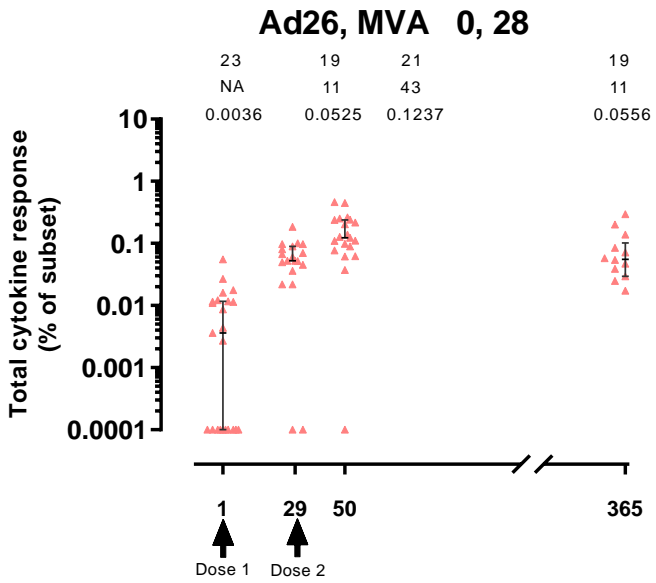 Ad26, MVA 0, 28
23 19 21 19
NA 11 43 11
0.0036 0.0525 0.1237 0.0556
Total cytokine response
(% of subset)
10
1
0.1
0.01
0.001
0.0001
1 29 50 365
Dose 1 Dose 2